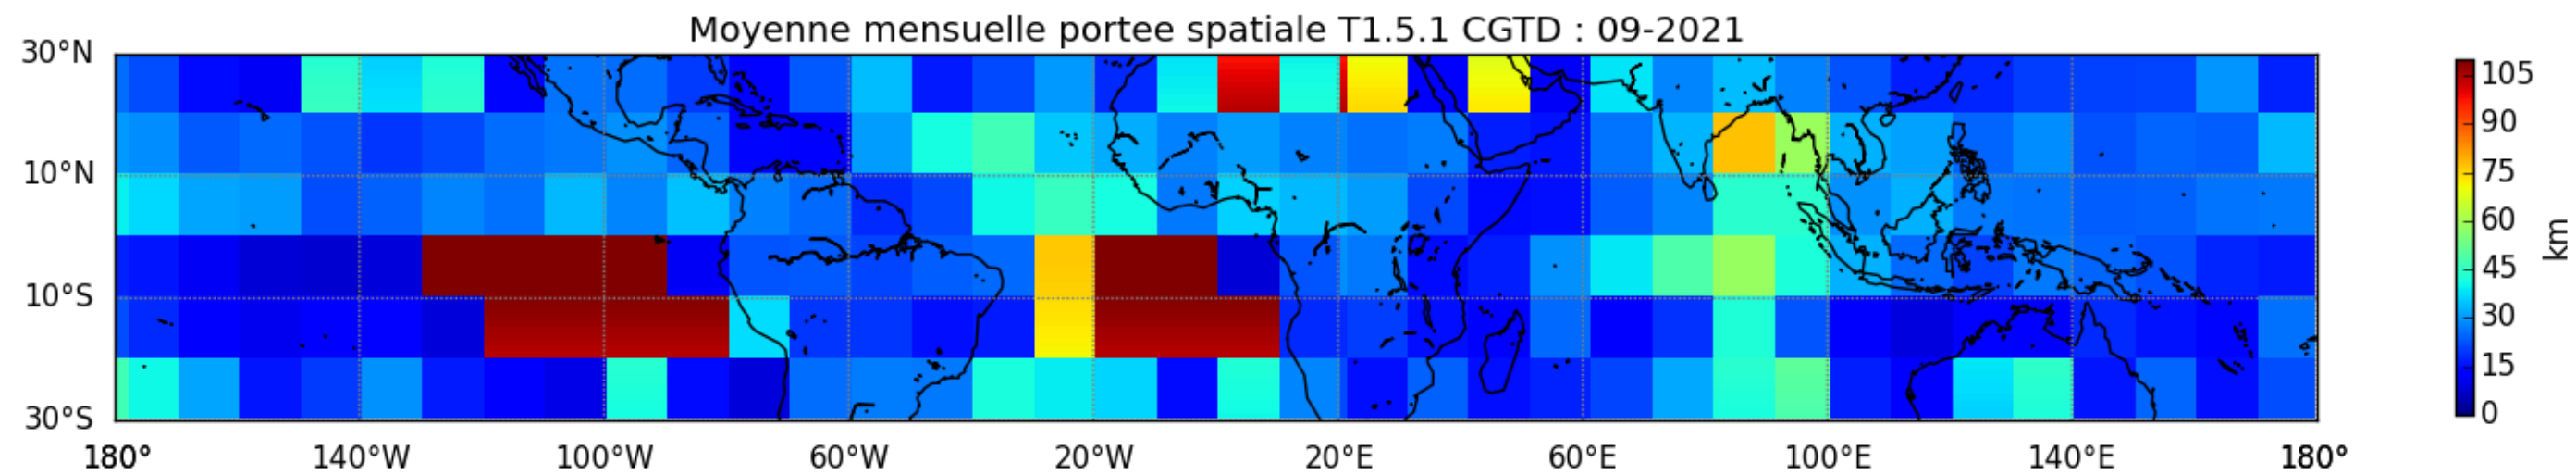 Moyenne mensuelle portee spatiale T1.5.1 CGTD : 09-2021
30°N
10°N
10°S
30°S
180° 140°W 100°W 60°W 20°W 20°E 60°E 100°E 140°E 180°
105
90
75
60
45
30
15
0
km